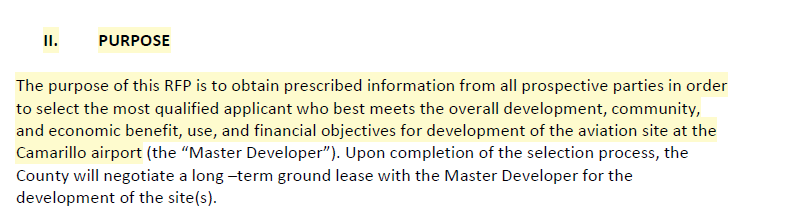 II. PURPOSE
The purpose of this RFP is to obtain prescribed information from all prospective parties in order
to select the most qualified applicant who best meets the overall development, community,
and economic benefit, use, and financial objectives for development of the aviation site at the
Camarillo airport (the “Master Developer”). Upon completion of the selection process, the
County will negotiate a long –term ground lease with the Master Developer for the
development of the site(s).